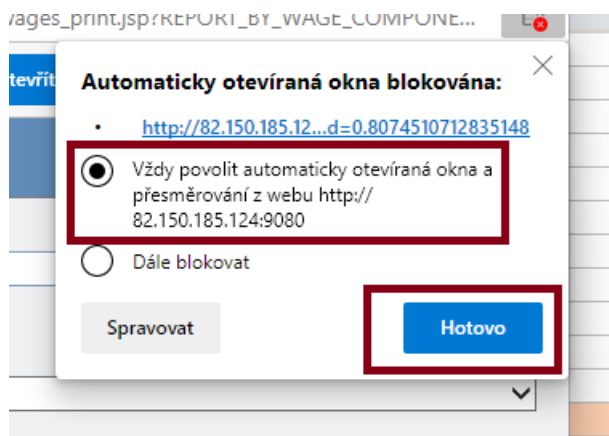 wages_print.jsp?REPORT_BY_WAGE_COMPONE...
tevřít
Automaticky otevíraná okna blokována:
• http://82.150.185.12...d=0.8074510712835148
Vždy povolit automaticky otevíraná okna a
přesměrování z webu http://
82.150.185.124:9080
Dále blokovat
Spravovat
Hotovo